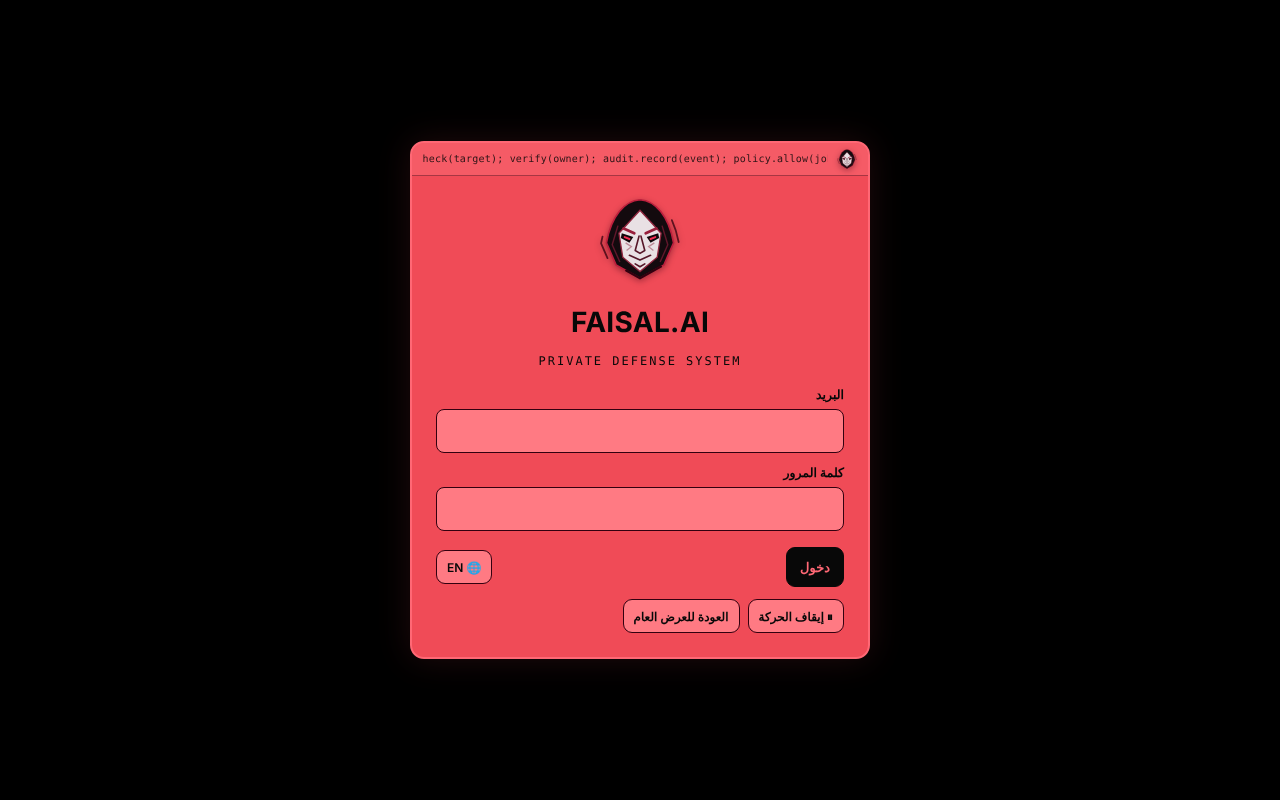 heck(target); verify(owner); audit.record(event); policy.allow(jo
FAISAL.AI
PRIVATE DEFENSE SYSTEM
البريد
كلمة المرور
دخول
EN
إيقاف الحركة
العودة للعرض العام